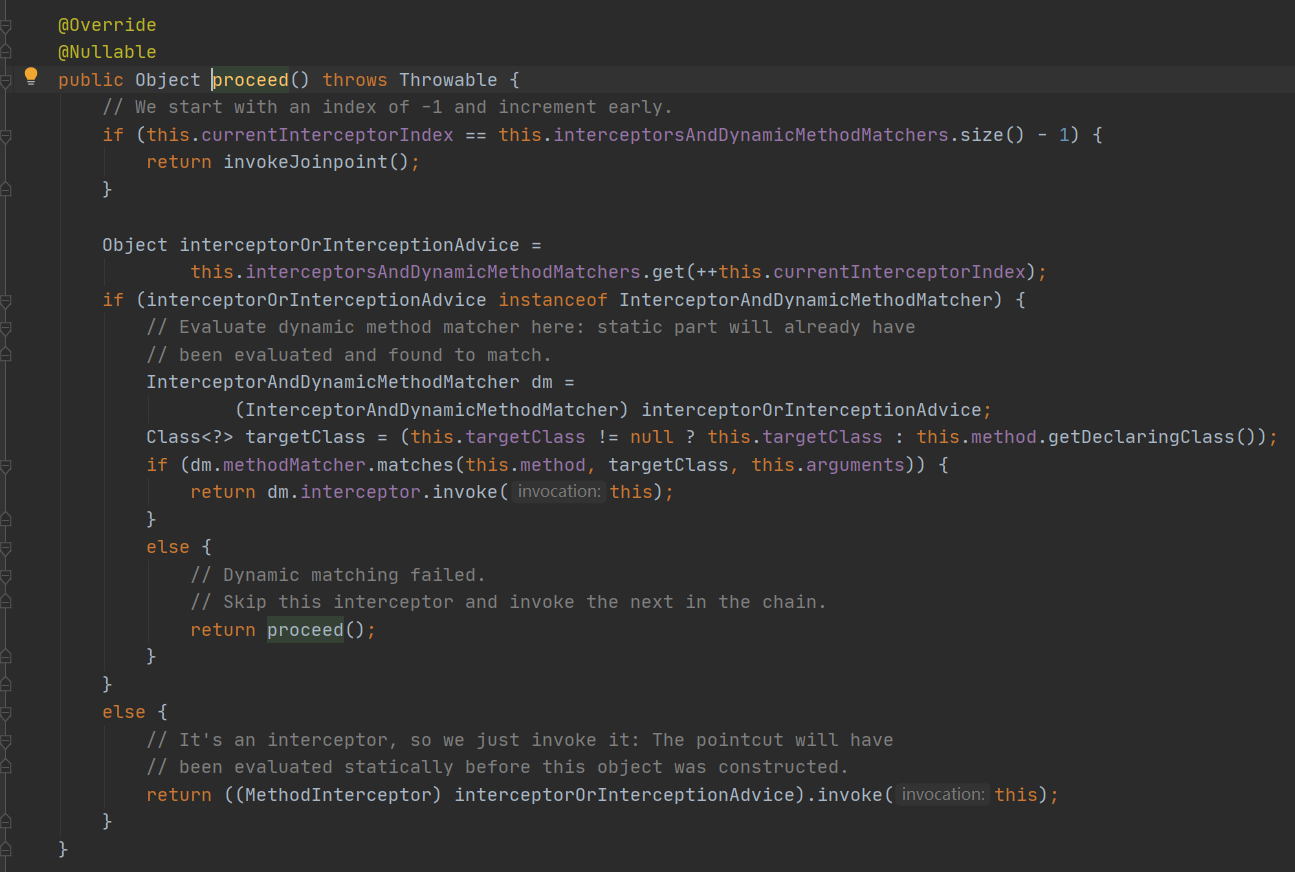 @Override
@Nullable
public Object proceed() throws Throwable {
// We start with an index of -1 and increment early.
if (this.currentInterceptorIndex == this.interceptorsAndDynamicMethodMatchers.size() - 1) {
return invokeJoinpoint();
}
Object interceptorOrInterceptionAdvice =
this.interceptorsAndDynamicMethodMatchers.get(++this.currentInterceptorIndex);
if (interceptorOrInterceptionAdvice instanceof InterceptorAndDynamicMethodMatcher) {
// Evaluate dynamic method matcher here: static part will already have
// been evaluated and found to match.
InterceptorAndDynamicMethodMatcher dm =
(InterceptorAndDynamicMethodMatcher) interceptorOrInterceptionAdvice;
Class<?> targetClass = (this.targetClass != null ? this.targetClass : this.method.getDeclaringClass());
if (dm.methodMatcher.matches(this.method, targetClass, this.arguments)) {
return dm.interceptor.invoke( invocation: this);
}
else {
// Dynamic matching failed.
// Skip this interceptor and invoke the next in the chain.
return proceed();
}
}
else {
// It's an interceptor, so we just invoke it: The pointcut will have
// been evaluated statically before this object was constructed.
return ((MethodInterceptor) interceptorOrInterceptionAdvice).invoke( invocation: this);
}
}